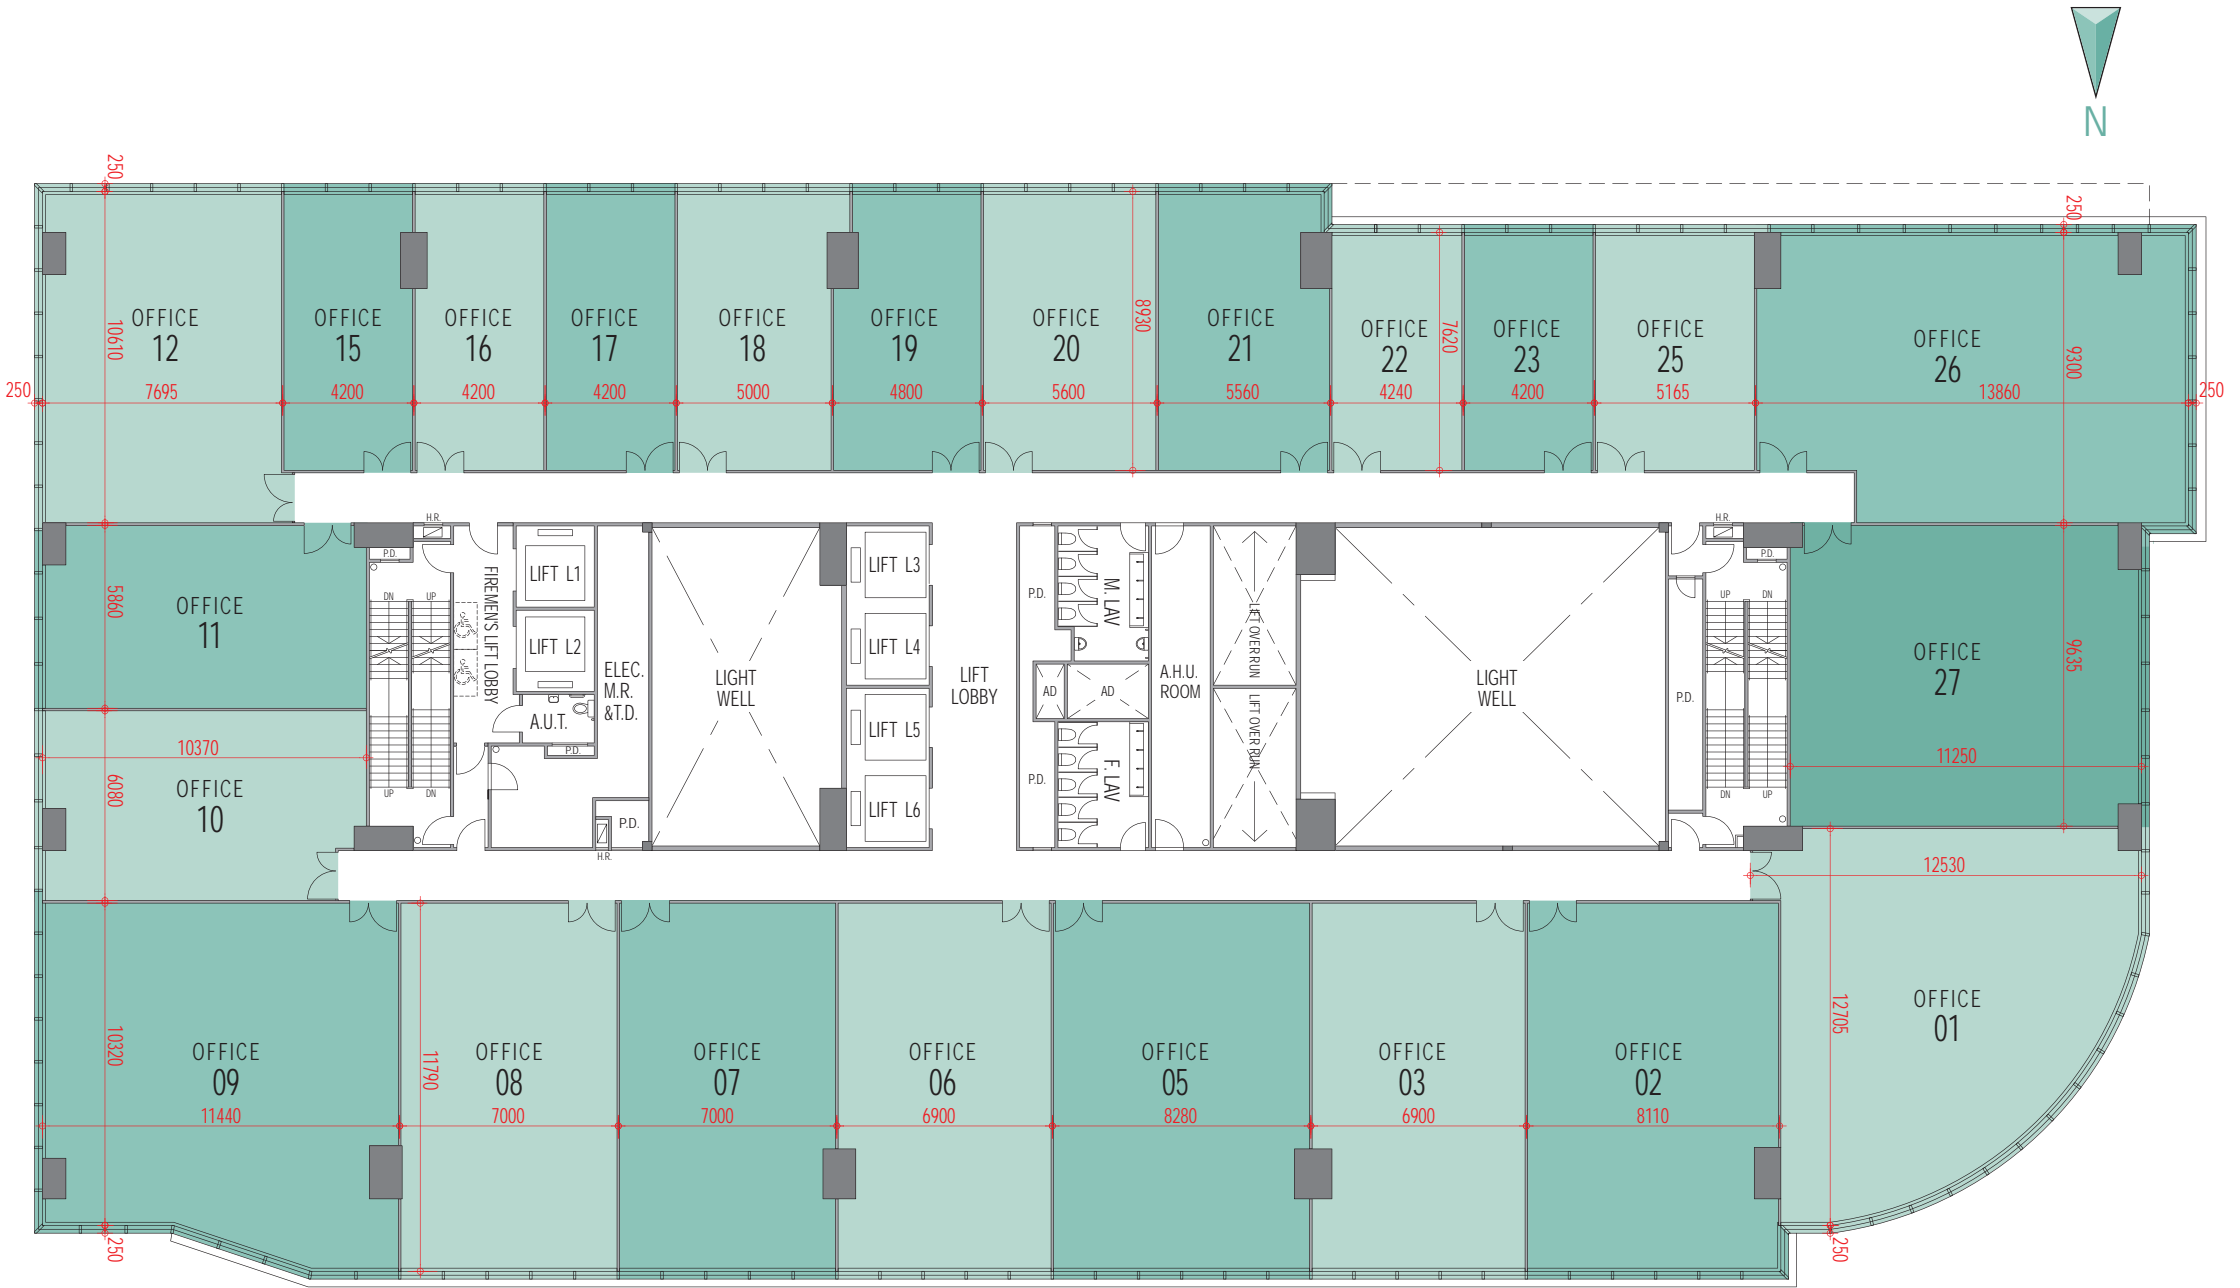 N
250
250
OFFICE
12
10610
7695
250
OFFICE
15
4200
OFFICE
16
4200
OFFICE
17
4200
OFFICE
18
5000
OFFICE
19
4800
OFFICE
20
5600
8930
OFFICE
21
5560
OFFICE
22
4240
7620
OFFICE
23
4200
OFFICE
25
5165
OFFICE
26
9300
13860
250
H.R.
P.D.
DN
UP
FIREMEN'S LIFT LOBBY
LIFT L1
LIFT L2
ELEC.
M.R.
&T.D.
A.U.T.
P.D.
P.D.
H.R.
UP
DN
LIGHT
WELL
LIFT L3
LIFT L4
LIFT L5
LIFT L6
LIFT
LOBBY
P.D.
M. LAV
AD
AD
P.D.
F. LAV
A.H.U.
ROOM
LIFT OVER RUN
LIFT OVER RUN
LIGHT
WELL
H.R.
P.D.
UP
DN
P.D.
DN
UP
OFFICE
11
5860
OFFICE
10
10370
6080
OFFICE
27
9635
11250
12530
OFFICE
01
12705
250
OFFICE
09
10320
11440
250
OFFICE
08
11790
7000
OFFICE
07
7000
OFFICE
06
6900
OFFICE
05
8280
OFFICE
03
6900
OFFICE
02
8110